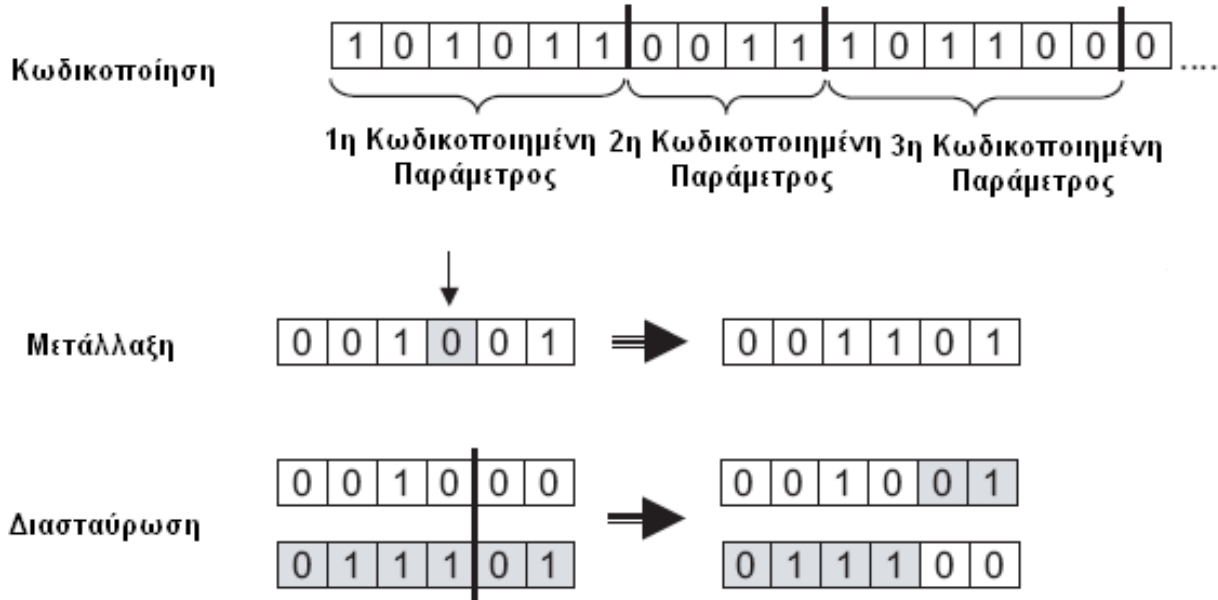 1 0 1 0 1 1 0 0 1 1 1 0 1 1 0 0 0 ....
Κωδικοποίηση
1η Κωδικοποιημένη Παράμετρος
2η Κωδικοποιημένη Παράμετρος
3η Κωδικοποιημένη Παράμετρος
Μετάλλαξη
0 0 1 0 0 1
0 0 1 1 0 1
Διασταύρωση
0 0 1 0 0 0
0 0 1 0 0 1
0 1 1 1 0 1
0 1 1 1 0 0